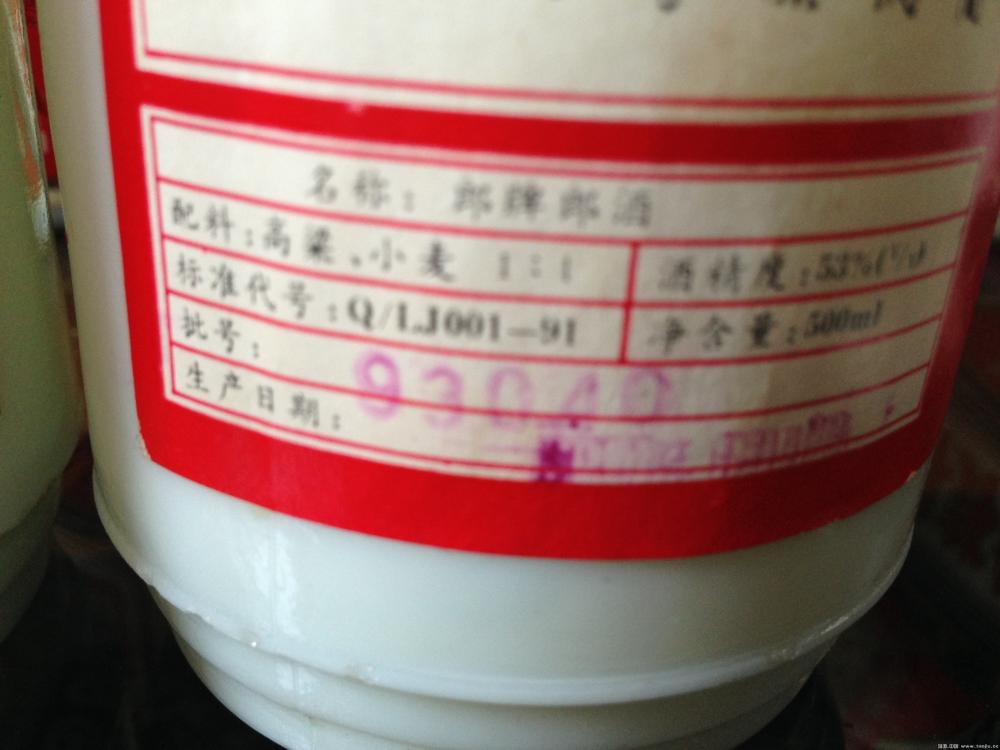 名称：郎牌郎酒
配料：高粱、小麦 1：1
酒精度：53%(V/V)
标准代号：Q/LJ001—91
净含量：500ml
批号：
93040
生产日期：